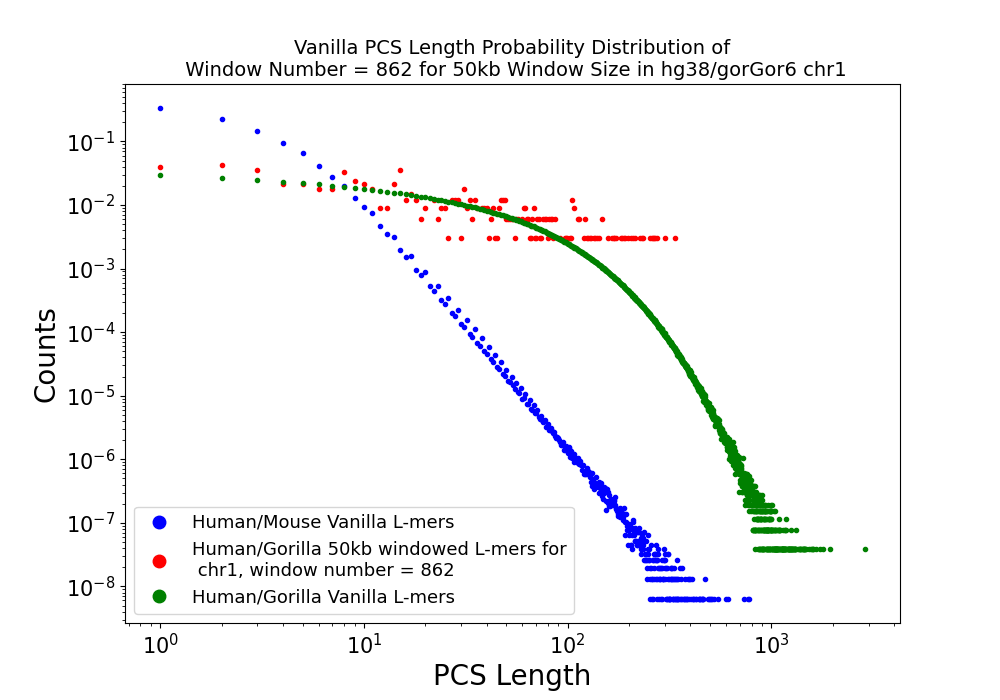 Vanilla PCS Length Probability Distribution of
Window Number = 862 for 50kb Window Size in hg38/gorGor6 chr1
Counts
10⁻¹
10⁻²
10⁻³
10⁻⁴
10⁻⁵
10⁻⁶
10⁻⁷
10⁻⁸
Human/Mouse Vanilla L-mers
Human/Gorilla 50kb windowed L-mers for
chr1, window number = 862
Human/Gorilla Vanilla L-mers
10⁰ 10¹ 10² 10³
PCS Length